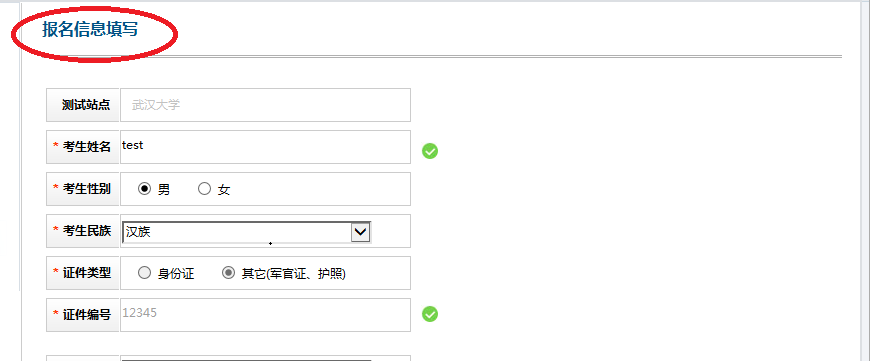 报名信息填写
测试站点 武汉大学
* 考生姓名 test
* 考生性别 男 女
* 考生民族 汉族
* 证件类型 身份证 其它(军官证、护照)
* 证件编号 12345